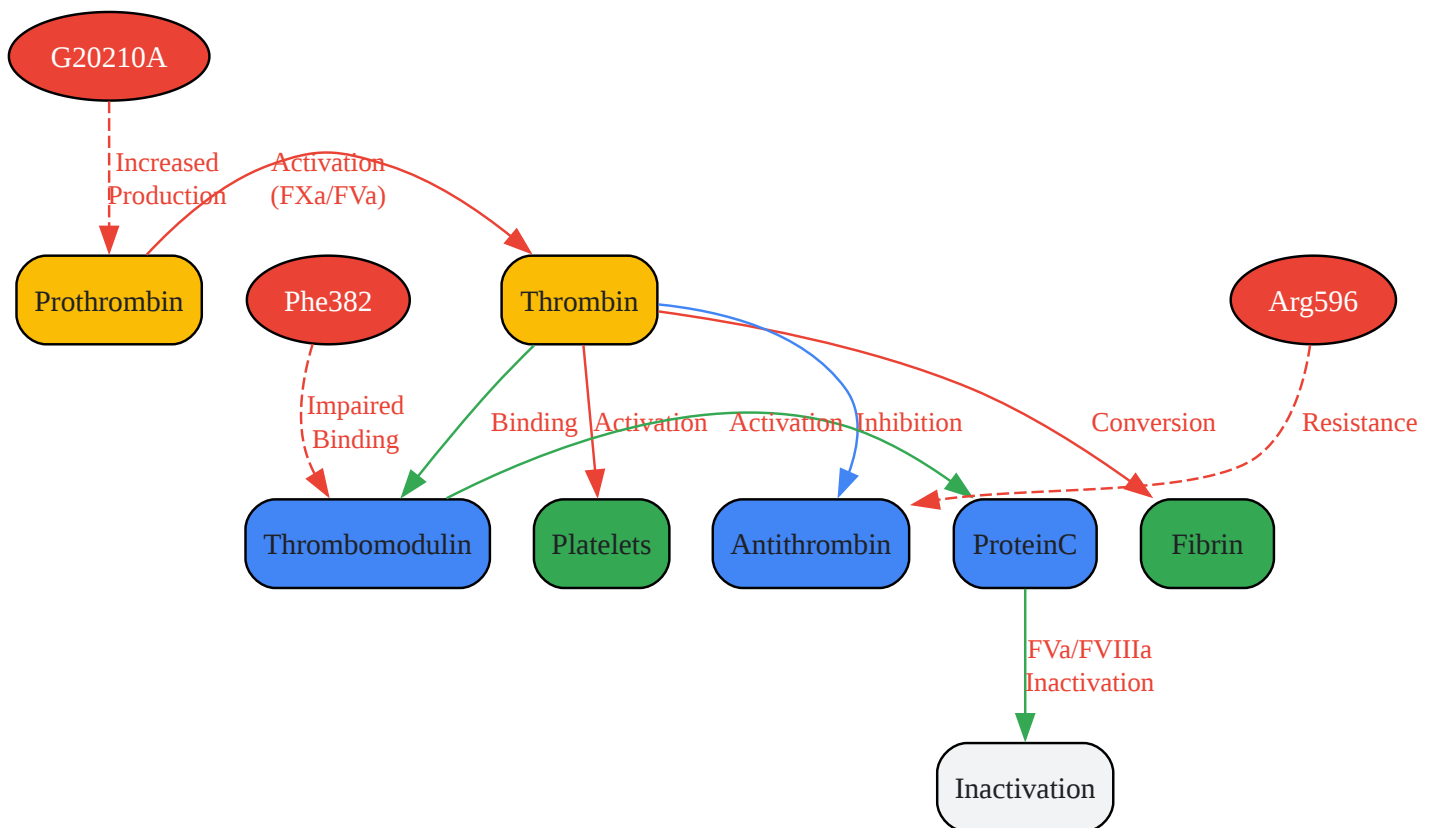 G20210A
Increased
Production
Activation
(FXa/FVa)
Prothrombin
Phe382
Thrombin
Arg596
Impaired
Binding
Binding
Activation
Activation
Inhibition
Conversion
Resistance
Thrombomodulin
Platelets
Antithrombin
ProteinC
Fibrin
FVa/FVIIIa
Inactivation
Inactivation